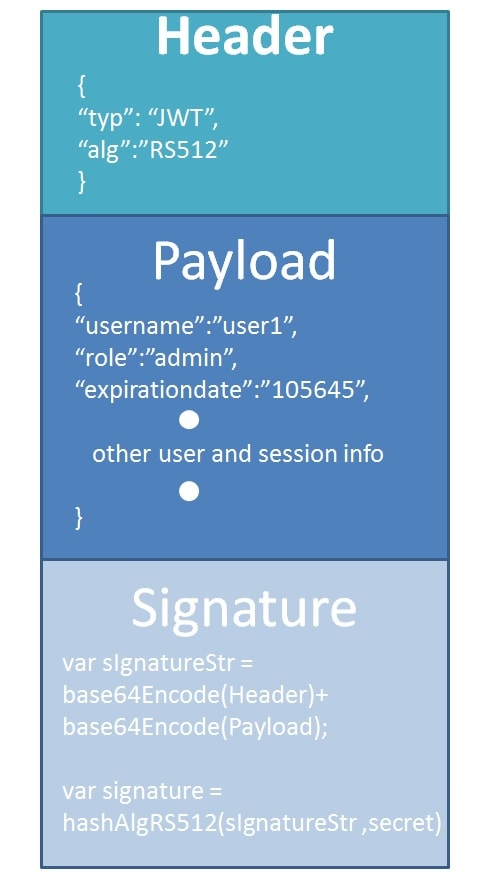 Header
{
“typ”: “JWT”,
“alg”:”RS512”
}
Payload
{
“username”:”user1”,
“role”:”admin”,
“expirationdate”:”105645”,
other user and session info
}
Signature
var sIgnatureStr =
base64Encode(Header)+
base64Encode(Payload);
var signature =
hashAlgRS512(sIgnatureStr ,secret)